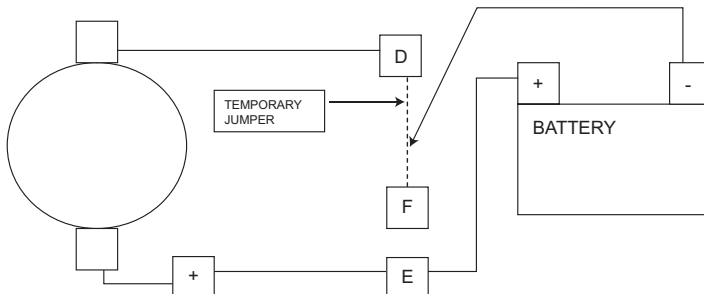 D
TEMPORARY
JUMPER
+
-
BATTERY
F
+
E